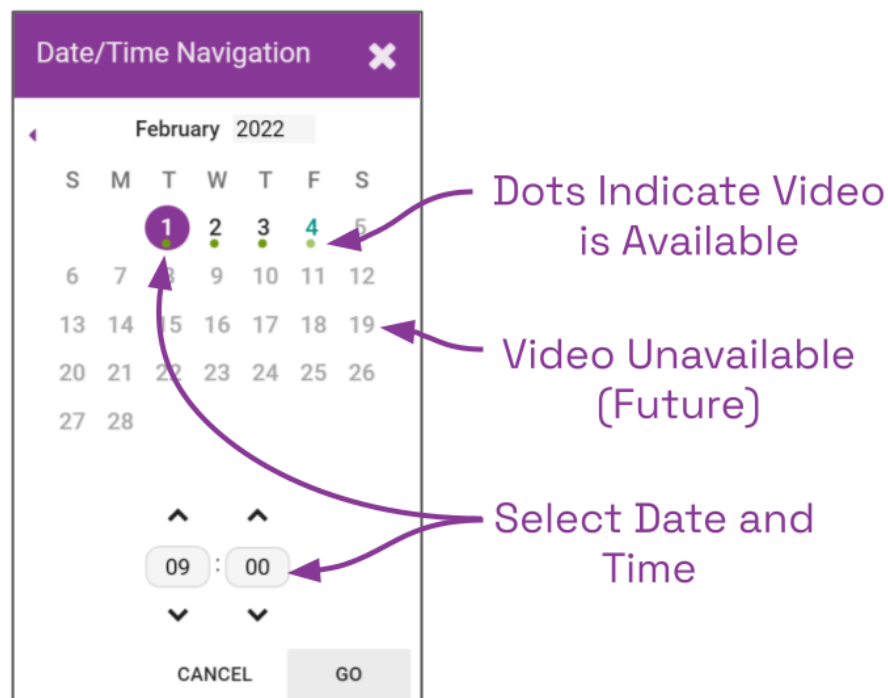 Date/Time Navigation ✖
February 2022
S M T W T F S
1 2 3 4 5
6 7 8 9 10 11 12
13 14 15 16 17 18 19
20 21 22 23 24 25 26
27 28
09 : 00
CANCEL GO
Dots Indicate Video
is Available
Video Unavailable
(Future)
Select Date and
Time